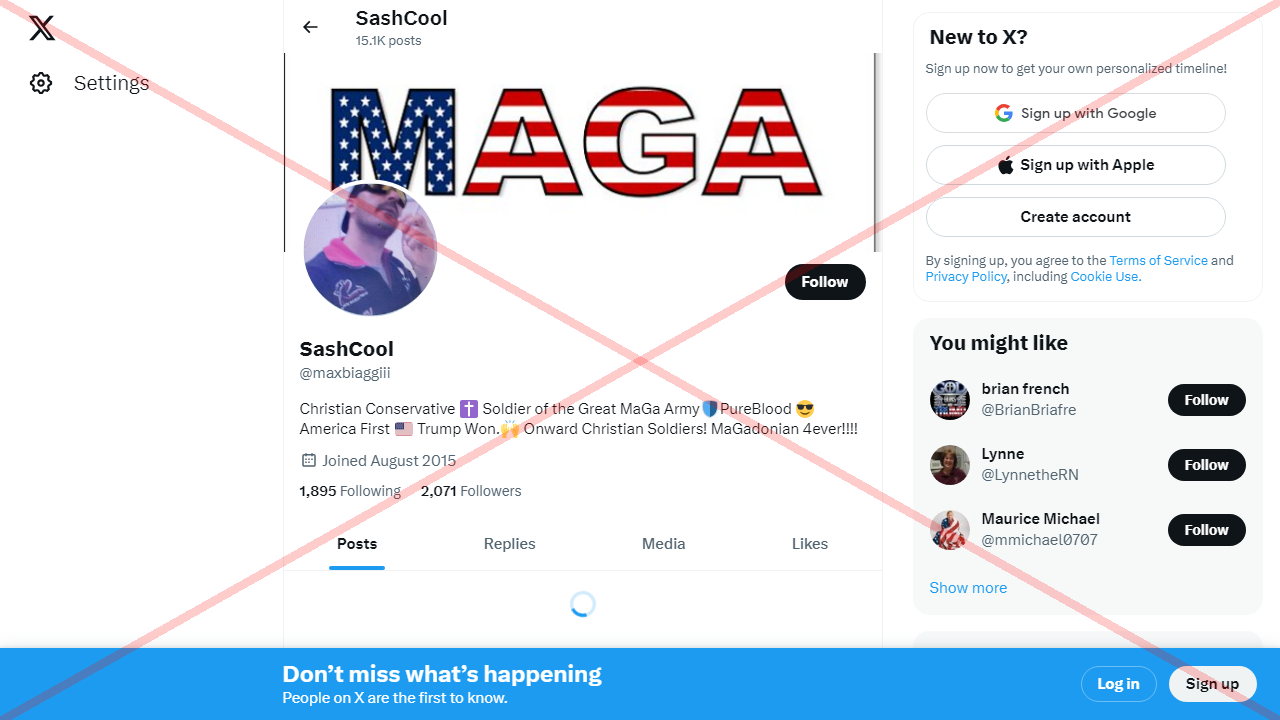 Settings
SashCool
15.1K posts
MAGA
Follow
SashCool
@maxbiaggiii
Christian Conservative ✝️ Soldier of the Great MaGa Army🛡️PureBlood 😎
America First 🇺🇸 Trump Won.🙌 Onward Christian Soldiers! MaGadonian 4ever!!!!
Joined August 2015
1,895 Following 2,071 Followers
Posts Replies Media Likes
New to X?
Sign up now to get your own personalized timeline!
Sign up with Google
Sign up with Apple
Create account
By signing up, you agree to the Terms of Service and
Privacy Policy, including Cookie Use.
You might like
brian french
@BrianBriafre
Follow
Lynne
@LynnetheRN
Follow
Maurice Michael
@mmichael0707
Follow
Show more
Don’t miss what’s happening
People on X are the first to know.
Log in
Sign up